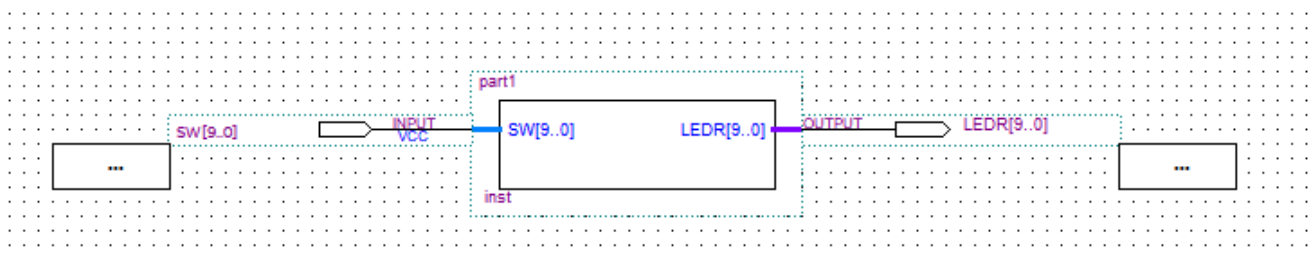 part1
SW[9..0]
INPUT
VCC
SW[9..0]
LEDR[9..0]
OUTPUT
LEDR[9..0]
...
...
inst